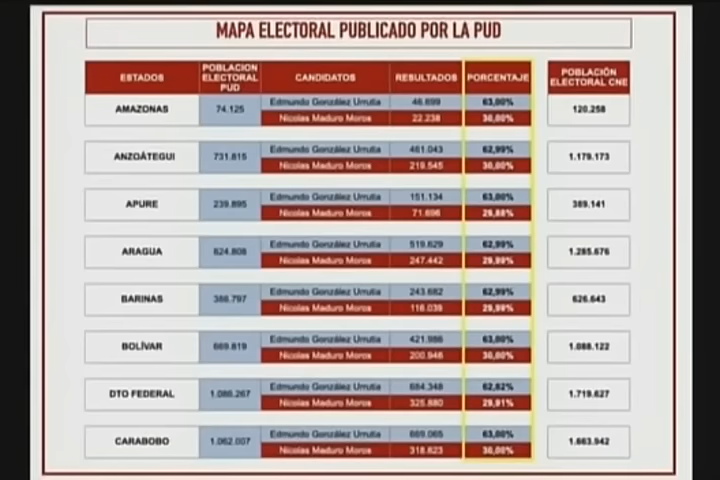 MAPA ELECTORAL PUBLICADO POR LA PUD
ESTADOS POBLACION ELECTORAL PUD CANDIDATOS RESULTADOS PORCENTAJE POBLACIÓN ELECTORAL CNE
AMAZONAS 74.125 Edmundo González Urrutia 46.699 63,00% 120.258
Nicolas Maduro Moros 22.238 30,00%
ANZOÁTEGUI 731.815 Edmundo González Urrutia 461.043 62,99% 1.179.173
Nicolas Maduro Moros 219.545 30,00%
APURE 239.895 Edmundo González Urrutia 151.134 63,00% 389.141
Nicolas Maduro Moros 71.696 29,88%
ARAGUA 824.808 Edmundo González Urrutia 519.629 62,99% 1.285.676
Nicolas Maduro Moros 247.442 29,99%
BARINAS 386.797 Edmundo González Urrutia 243.662 62,99% 626.643
Nicolas Maduro Moros 116.039 29,99%
BOLÍVAR 669.819 Edmundo González Urrutia 421.986 63,00% 1.088.122
Nicolas Maduro Moros 200.946 30,00%
DTO FEDERAL Edmundo González Urrutia 684.348 62,82% 1.719.627
Nicolas Maduro Moros 325.880 29,91%
CARABOBO 1.062.007 Edmundo González Urrutia 669.065 63,00% 1.663.942
Nicolas Maduro Moros 318.623 30,00%